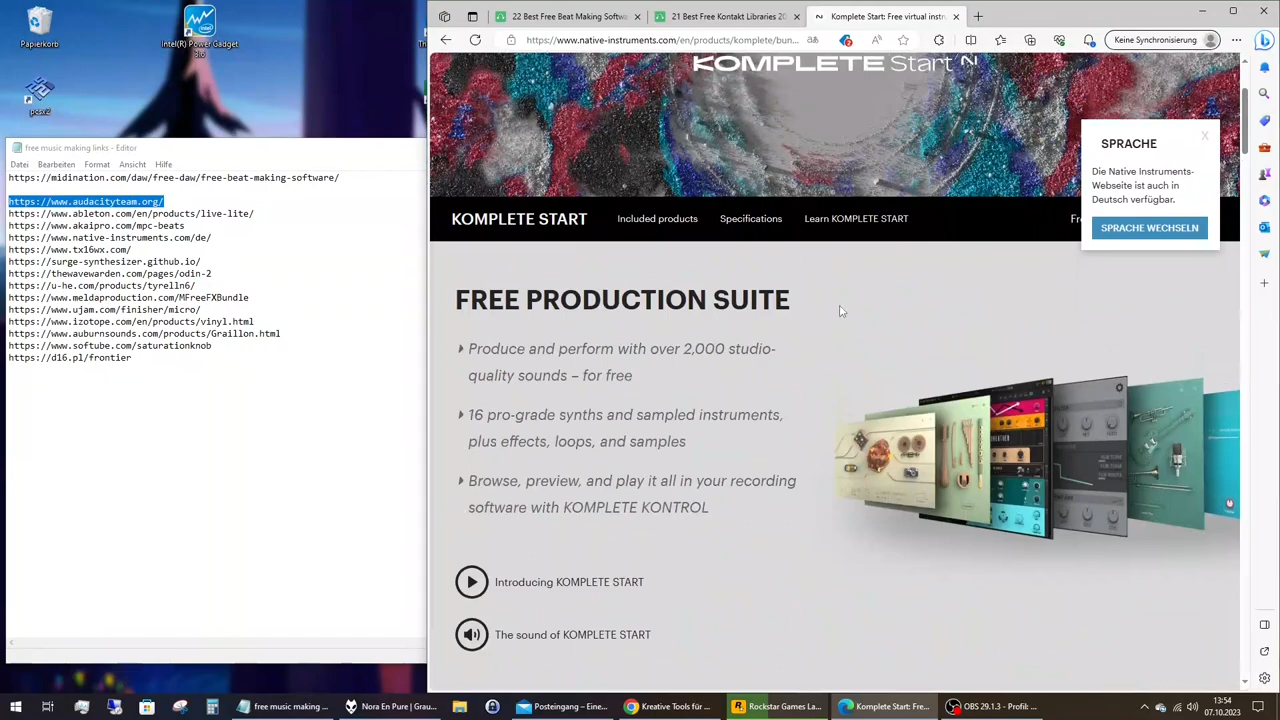 Papierkorb
Intel(R) Power Gadget
3.6
pcsx2
22 Best Free Beat Making Softwa
21 Best Free Kontakt Libraries 20
Komplete Start: Free virtual instr
https://www.native-instruments.com/en/products/komplete/bun...
Keine Synchronisierung
free music making links - Editor
Datei Bearbeiten Format Ansicht Hilfe
https://midination.com/daw/free-daw/free-beat-making-software/
https://www.audacityteam.org/
https://www.ableton.com/en/products/live-lite/
https://www.akaipro.com/mpc-beats
https://www.native-instruments.com/de/
https://www.tx16wx.com/
https://surge-synthesizer.github.io/
https://thewavewarden.com/pages/odin-2
https://u-he.com/products/tyrelln6/
https://www.meldaproduction.com/MFreeFXBundle
https://www.ujam.com/finisher/micro/
https://www.izotope.com/en/products/vinyl.html
https://www.auburnsounds.com/products/Graillon.html
https://www.softube.com/saturationknob
https://d16.pl/frontier
KOMPLETE Start
SPRACHE
X
Die Native Instruments-
Webseite ist auch in
Deutsch verfügbar.
SPRACHE WECHSELN
KOMPLETE START
Included products
Specifications
Learn KOMPLETE START
FREE PRODUCTION SUITE
Produce and perform with over 2,000 studio-
quality sounds – for free
16 pro-grade synths and sampled instruments,
plus effects, loops, and samples
Browse, preview, and play it all in your recording
software with KOMPLETE KONTROL
Introducing KOMPLETE START
The sound of KOMPLETE START
free music making ...
Nora En Pure | Grau...
Posteingang – Eine...
Kreative Tools für ...
Rockstar Games La...
Komplete Start: Fre...
OBS 29.1.3 - Profil: ...
13:54
07.10.2023